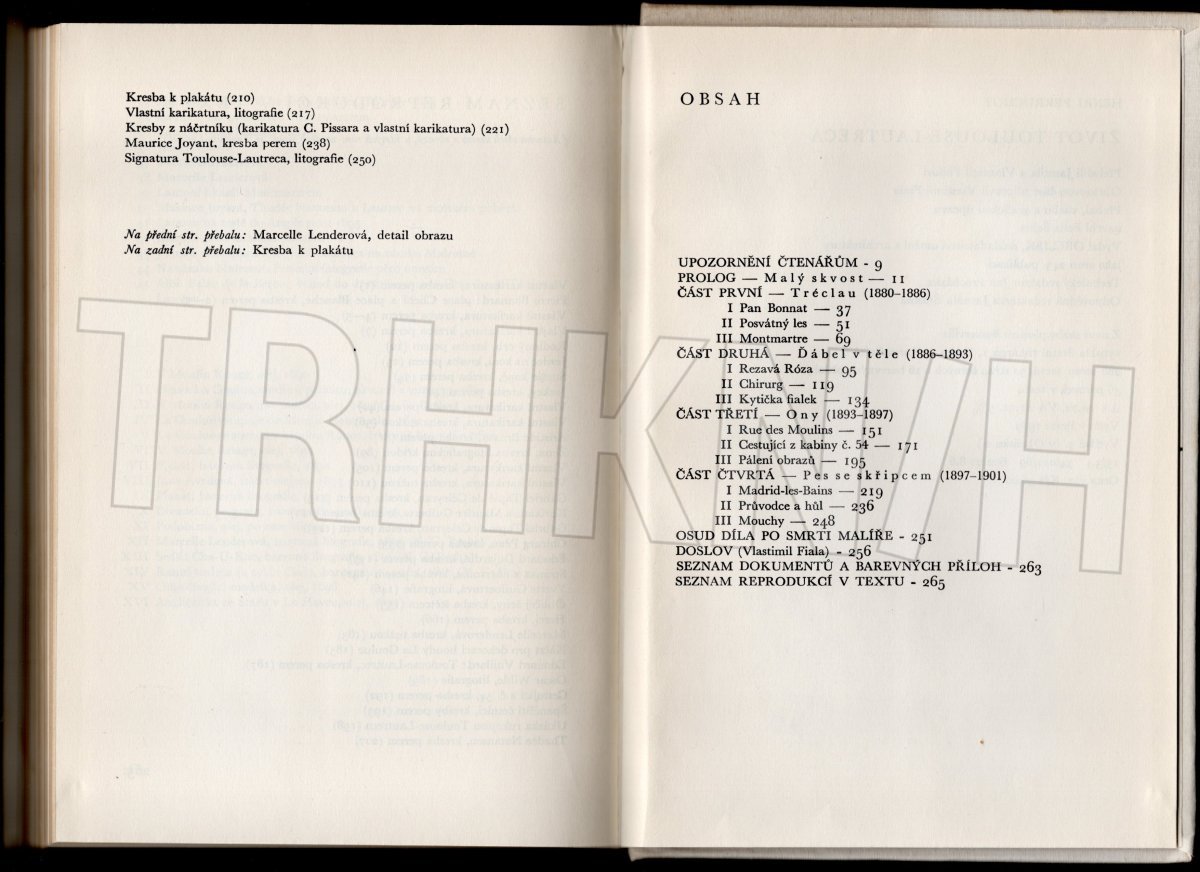 Kresba k plakátu (210)
Vlastní karikatura, litografie (217)
Kresby z náčrtníku (karikatura C. Pissara a vlastní karikatura) (221)
Maurice Joyant, kresba perem (238)
Signatura Toulouse-Lautreca, litografie (250)
Na přední str. přebalu: Marcelle Lenderová, detail obrazu
Na zadní str. přebalu: Kresba k plakátu
OBSAH
UPOZORNĚNÍ ČTENÁŘŮM - 9
PROLOG — Malý skvost — 11
ČÁST PRVNÍ — Tréclau (1880–1886)
I Pan Bonnat — 37
II Posvátný les — 51
III Montmartre — 69
ČÁST DRUHÁ — Ďábel v těle (1886–1893)
I Rezavá Róza — 95
II Chirurg — 119
III Kytička fialek — 134
ČÁST TŘETÍ — Ony (1893–1897)
I Rue des Moulins — 151
II Cestující z kabiny č. 54 — 171
III Pálení obrazů — 195
ČÁST ČTVRTÁ — Pes se skřipcem (1897–1901)
I Madrid-les-Bains — 219
II Průvodce a hůl — 236
III Mouchy — 248
OSUD DÍLA PO SMRTI MALÍŘE - 251
DOSLOV (Vlastimil Fiala) - 256
SEZNAM DOKUMENTŮ A BAREVNÝCH PŘÍLOH - 263
SEZNAM REPRODUKCÍ V TEXTU - 265
TRHKNIH